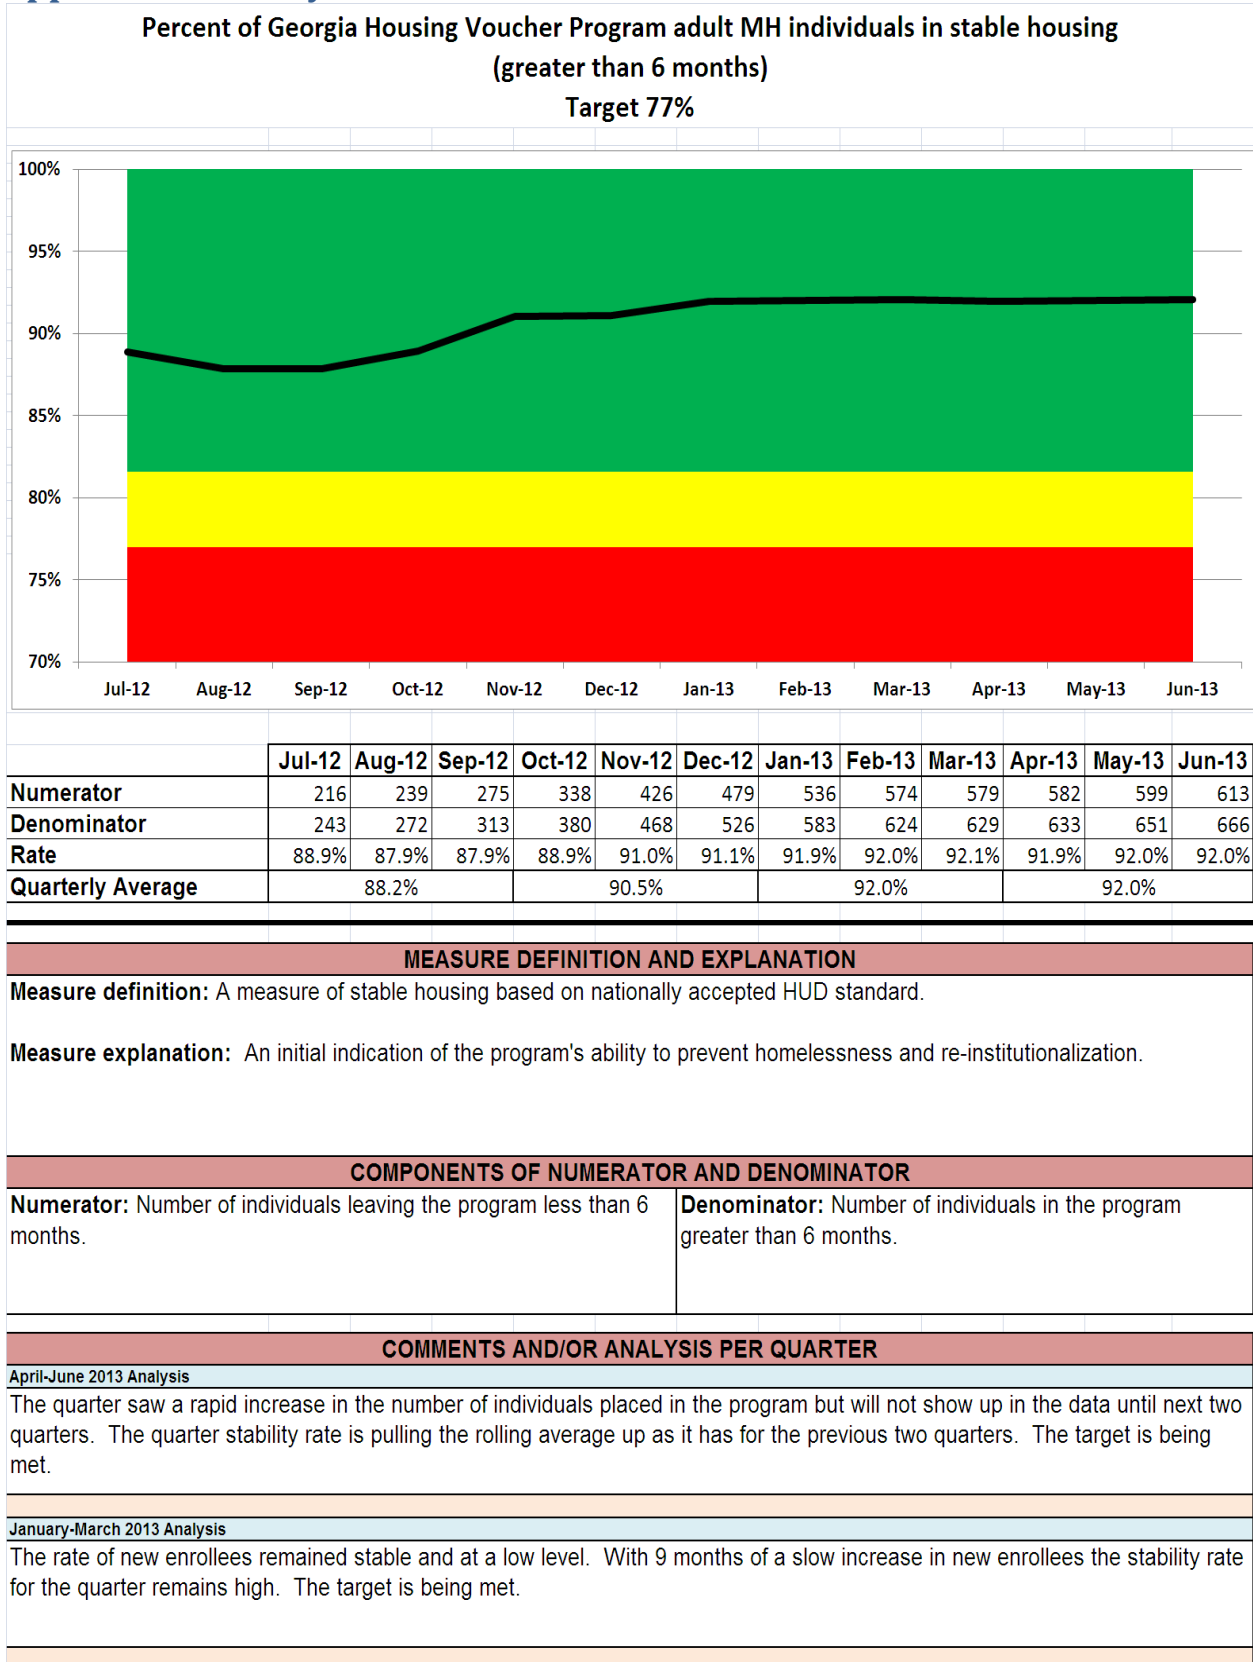 Percent of Georgia Housing Voucher Program adult MH individuals in stable housing
(greater than 6 months)
Target 77%
100%
95%
90%
85%
80%
75%
70%
Jul-12 Aug-12 Sep-12 Oct-12 Nov-12 Dec-12 Jan-13 Feb-13 Mar-13 Apr-13 May-13 Jun-13
Jul-12 Aug-12 Sep-12 Oct-12 Nov-12 Dec-12 Jan-13 Feb-13 Mar-13 Apr-13 May-13 Jun-13
Numerator 216 239 275 338 426 479 536 574 579 582 599 613
Denominator 243 272 313 380 468 526 583 624 629 633 651 666
Rate 88.9% 87.9% 87.9% 88.9% 91.0% 91.1% 91.9% 92.0% 92.1% 91.9% 92.0% 92.0%
Quarterly Average 88.2% 90.5% 92.0% 92.0%
MEASURE DEFINITION AND EXPLANATION
Measure definition: A measure of stable housing based on nationally accepted HUD standard.
Measure explanation: An initial indication of the program's ability to prevent homelessness and re-institutionalization.
COMPONENTS OF NUMERATOR AND DENOMINATOR
Numerator: Number of individuals leaving the program less than 6
months.
Denominator: Number of individuals in the program
greater than 6 months.
COMMENTS AND/OR ANALYSIS PER QUARTER
April-June 2013 Analysis
The quarter saw a rapid increase in the number of individuals placed in the program but will not show up in the data until next two
quarters. The quarter stability rate is pulling the rolling average up as it has for the previous two quarters. The target is being
met.
January-March 2013 Analysis
The rate of new enrollees remained stable and at a low level. With 9 months of a slow increase in new enrollees the stability rate
for the quarter remains high. The target is being met.